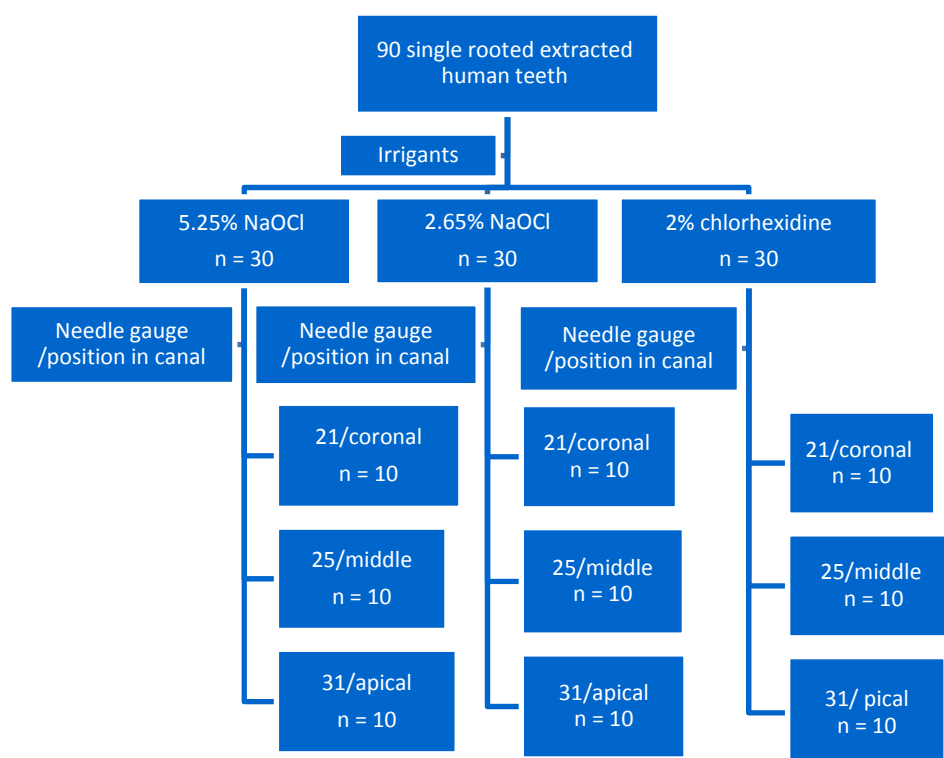 90 single rooted extracted
human teeth
Irrigants
5.25% NaOCl
n = 30
2.65% NaOCl
n = 30
2% chlorhexidine
n = 30
Needle gauge
/position in canal
Needle gauge
/position in canal
Needle gauge
/position in canal
21/coronal
n = 10
21/coronal
n = 10
21/coronal
n = 10
25/middle
n = 10
25/middle
n = 10
25/middle
n = 10
31/apical
n = 10
31/apical
n = 10
31/ pical
n = 10